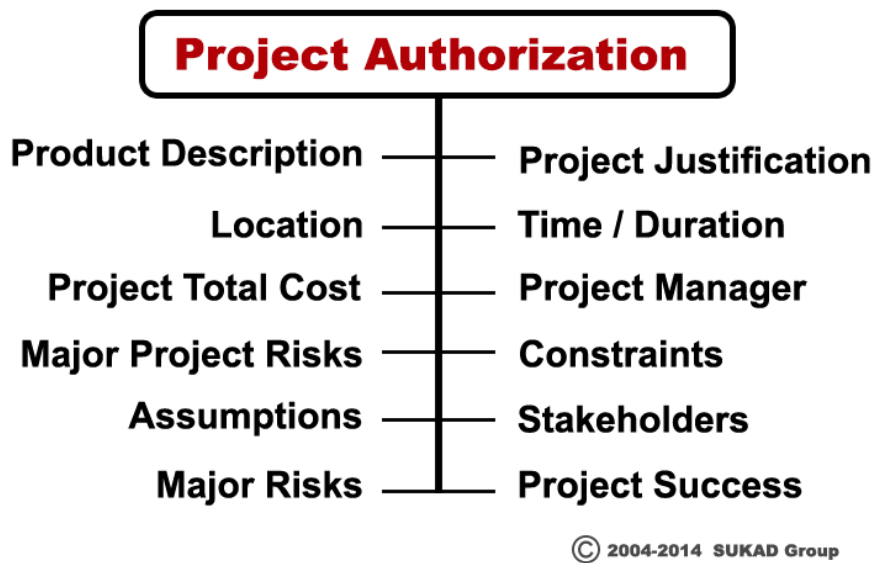 Project Authorization
Product Description
Project Justification
Location
Time / Duration
Project Total Cost
Project Manager
Major Project Risks
Constraints
Assumptions
Stakeholders
Major Risks
Project Success
© 2004-2014 SUKAD Group